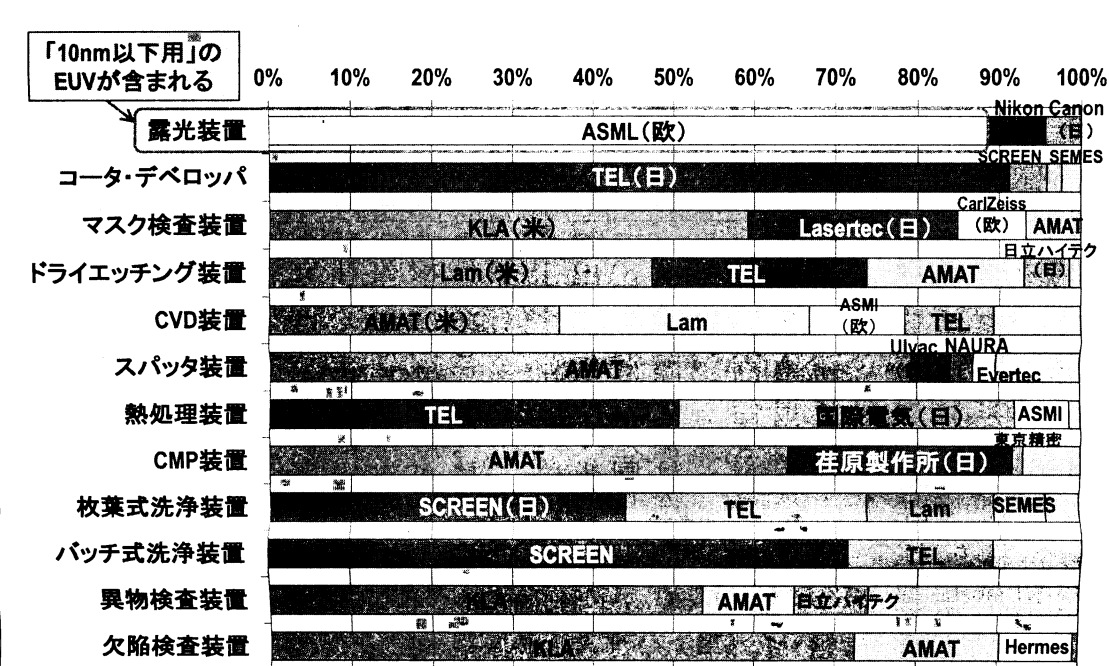 「10nm以下用」の
EUVが含まれる
0% 10% 20% 30% 40% 50% 60% 70% 80% 90% 100%
露光装置 ASML(欧) Nikon Canon
(日)
コータ・デベロッパ TEL(日) SCREEN SEMES
マスク検査装置 KLA(米) Lasertec(日) CarlZeiss
(欧) AMAT
ドライエッチング装置 Lam(米) TEL AMAT 日立ハイテク
(日)
CVD装置 AMAT(米) Lam ASMI
(欧) TEL
スパッタ装置 AMAT Ulvac NAURA
Evertec
熱処理装置 TEL 国際電気(日) ASMI
CMP装置 AMAT 荏原製作所(日) 東京精密
枚葉式洗浄装置 SCREEN(日) TEL Lam SEMES
バッチ式洗浄装置 SCREEN TEL
異物検査装置 KLA AMAT 日立ハイテク
欠陥検査装置 KLA AMAT Hermes